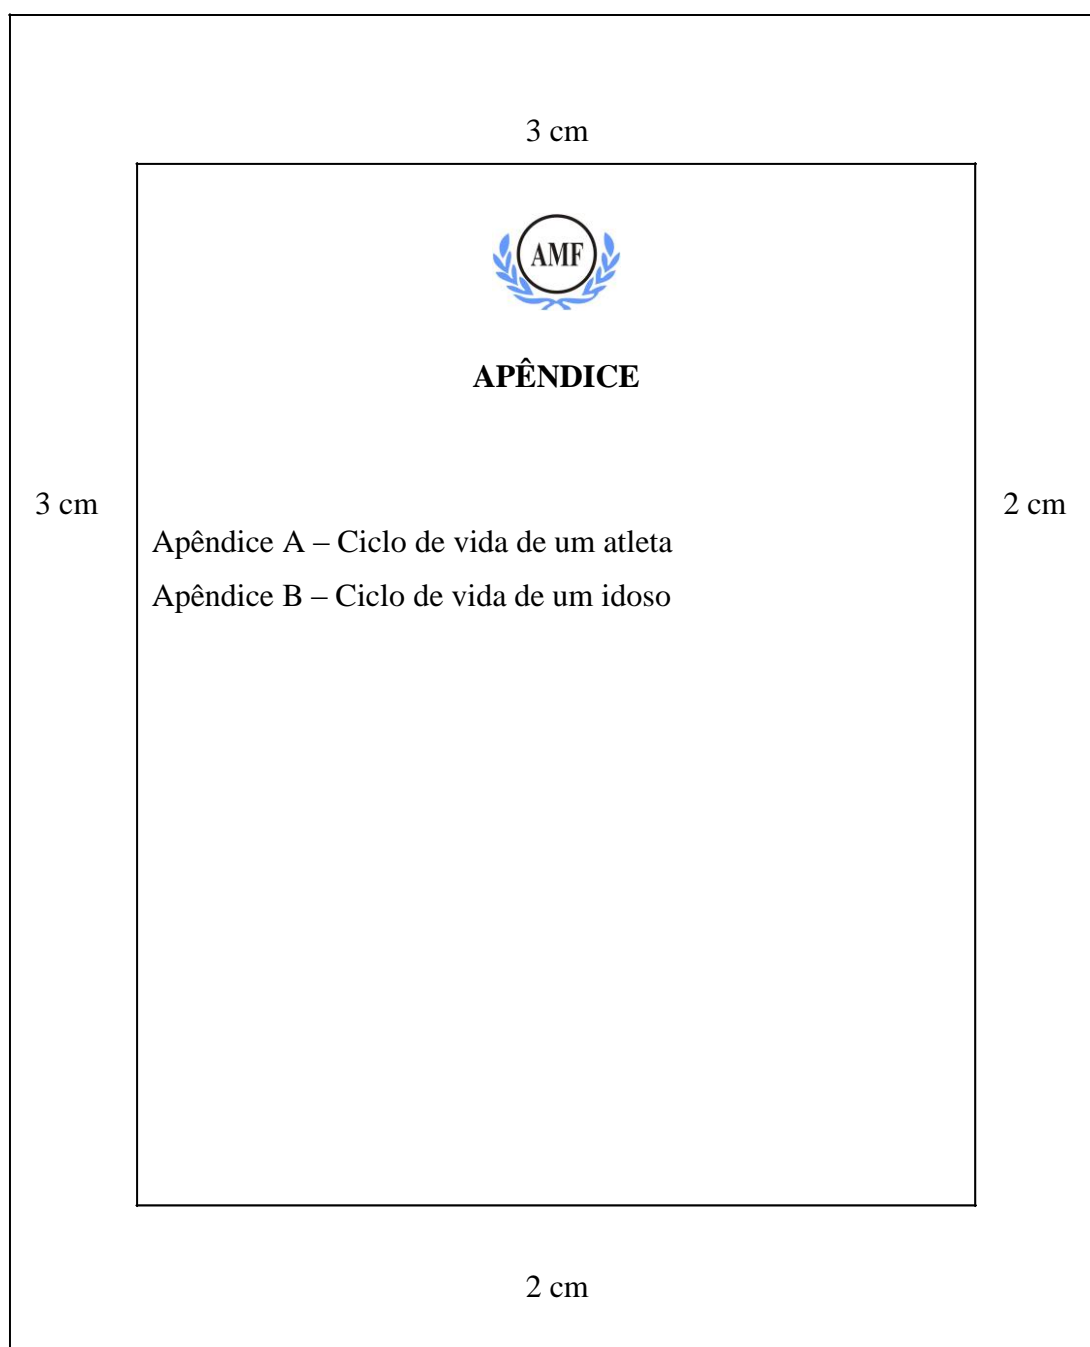 3 cm
AMF
APÊNDICE
3 cm
2 cm
Apêndice A – Ciclo de vida de um atleta
Apêndice B – Ciclo de vida de um idoso
2 cm